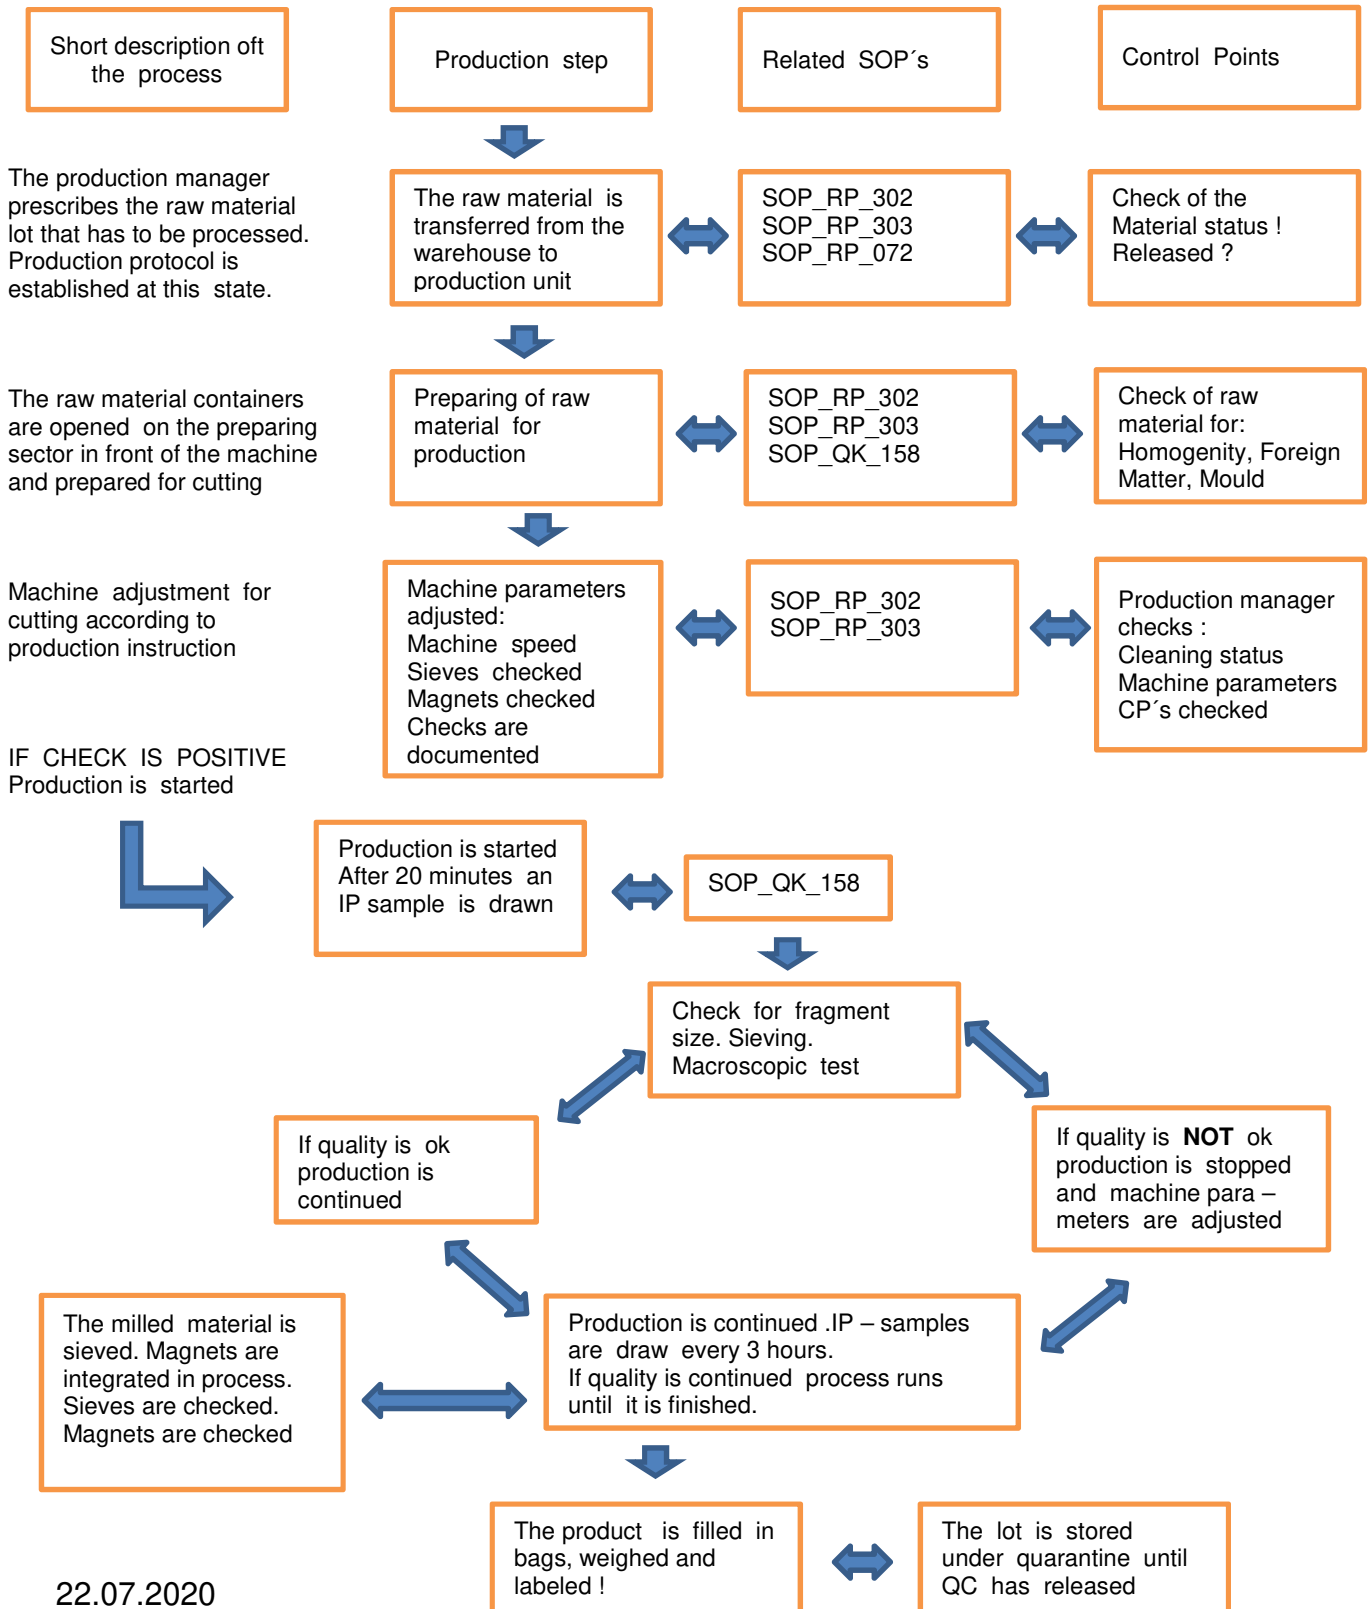 Short description oft
the process
Production step
Related SOP´s
Control Points
The production manager
prescribes the raw material
lot that has to be processed.
Production protocol is
established at this state.
The raw material is
transferred from the
warehouse to
production unit
SOP_RP_302
SOP_RP_303
SOP_RP_072
Check of the
Material status !
Released ?
The raw material containers
are opened on the preparing
sector in front of the machine
and prepared for cutting
Preparing of raw
material for
production
SOP_RP_302
SOP_RP_303
SOP_QK_158
Check of raw
material for:
Homogenity, Foreign
Matter, Mould
Machine adjustment for
cutting according to
production instruction
Machine parameters
adjusted:
Machine speed
Sieves checked
Magnets checked
Checks are
documented
SOP_RP_302
SOP_RP_303
Production manager
checks :
Cleaning status
Machine parameters
CP´s checked
IF CHECK IS POSITIVE
Production is started
Production is started
After 20 minutes an
IP sample is drawn
SOP_QK_158
Check for fragment
size. Sieving.
Macroscopic test
If quality is ok
production is
continued
If quality is NOT ok
production is stopped
and machine para –
meters are adjusted
The milled material is
sieved. Magnets are
integrated in process.
Sieves are checked.
Magnets are checked
Production is continued .IP – samples
are draw every 3 hours.
If quality is continued process runs
until it is finished.
The product is filled in
bags, weighed and
labeled !
The lot is stored
under quarantine until
QC has released
22.07.2020